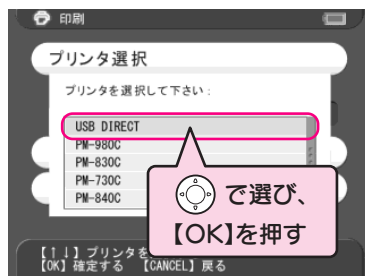 印刷
プリンタ選択
プリンタを選択して下さい:
USB DIRECT
PM-980C
PM-830C
PM-730C
PM-840C
で選び、
【OK】を押す
【↑↓】プリンタを
【OK】確定する 【CANCEL】戻る